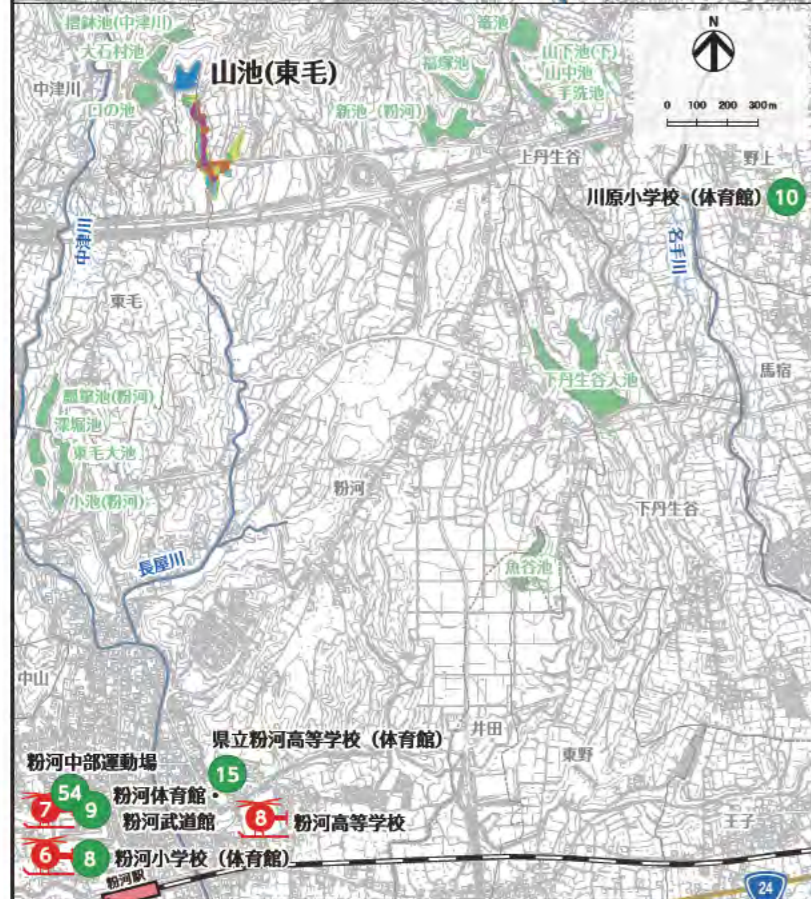 摺鉢池(中津川)
大石村池
中津川
口の池
山池(東毛)
篭池
福塚池
山下池(下)
山中池
手洗池
新池（粉河）
上丹生谷
N
0 100 200 300m
野上
川原小学校（体育館） 10
中津川
名手川
東毛
馬宿
瓢箪池(粉河)
深堀池
東毛大池
小池(粉河)
下丹生谷大池
粉河
下丹生谷
長屋川
魚谷池
中山
井田
東野
王子
県立粉河高等学校（体育館）
15
粉河中部運動場
54
7
9
粉河体育館・
粉河武道館
8 粉河高等学校
6 8 粉河小学校（体育館）
粉河駅
24